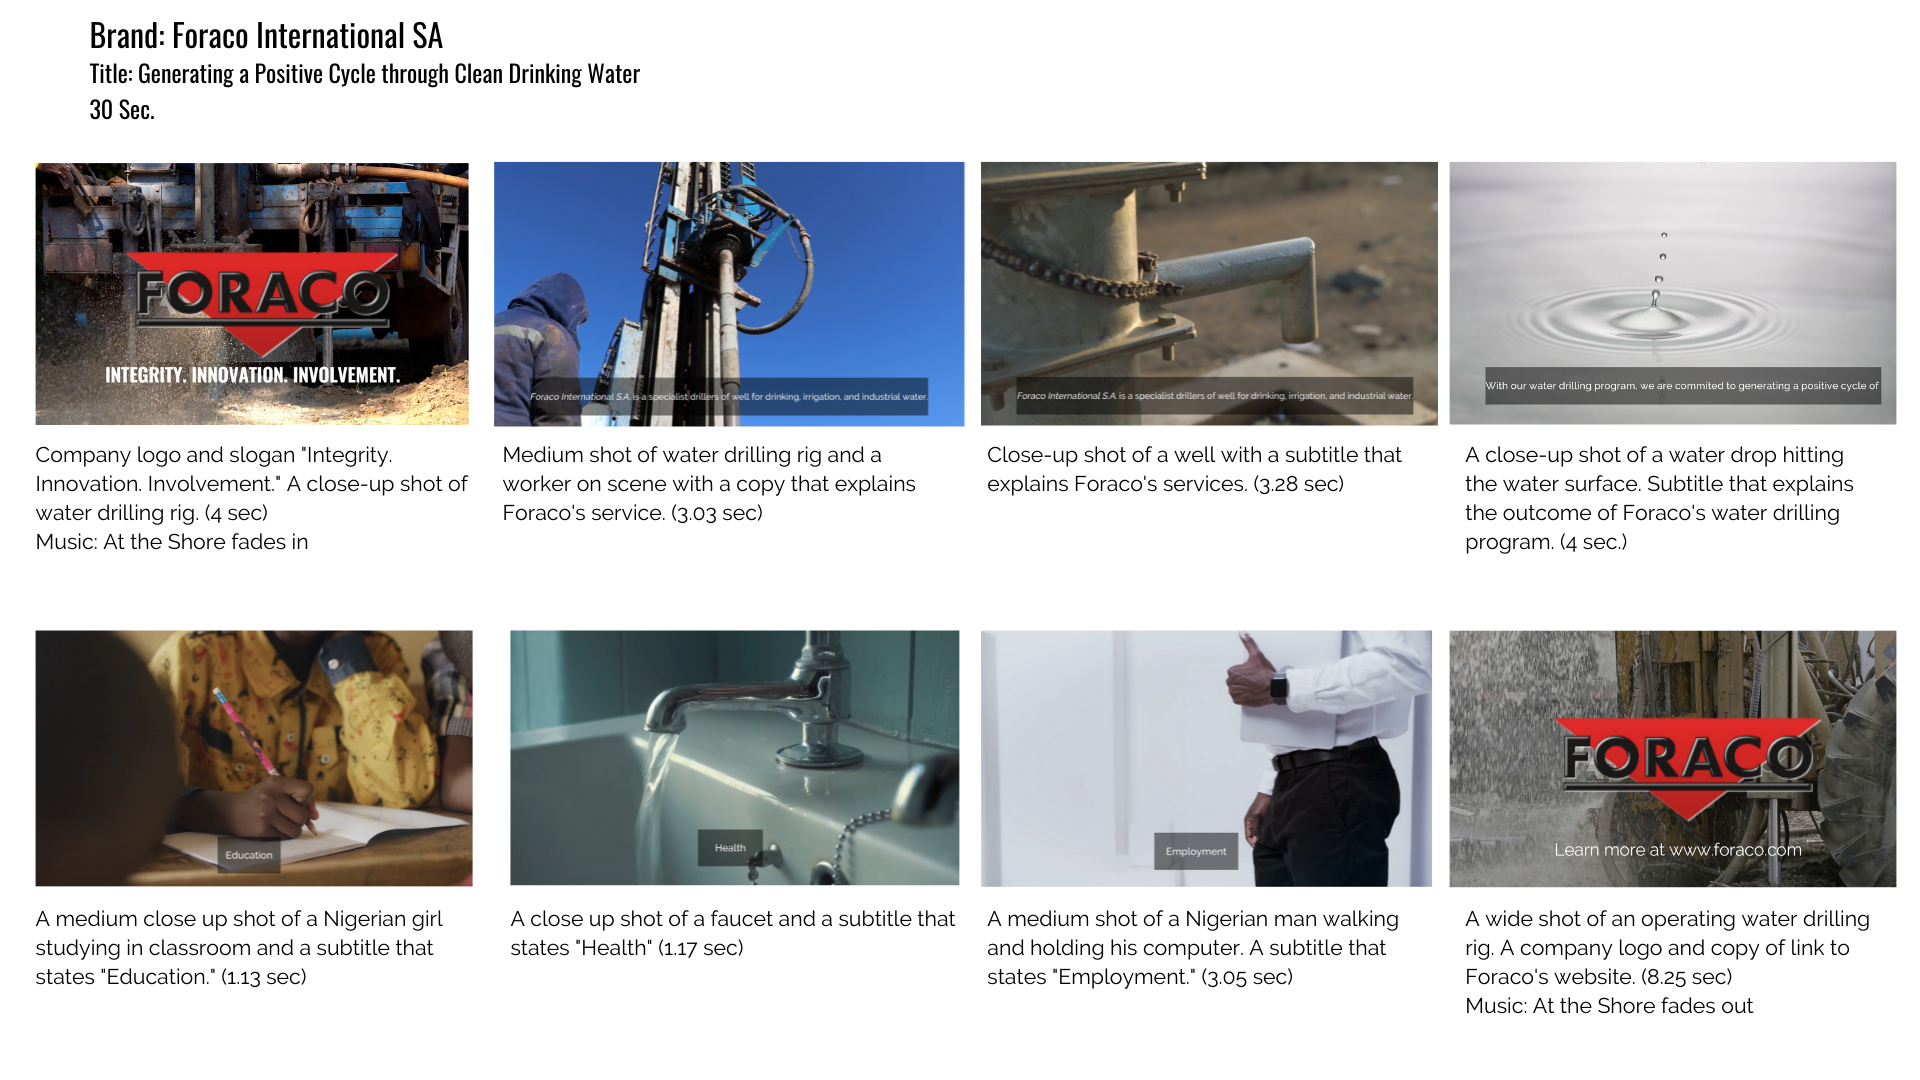 Brand: Foraco International SA
Title: Generating a Positive Cycle through Clean Drinking Water
30 Sec.
FORACO
INTEGRITY. INNOVATION. INVOLVEMENT.
Company logo and slogan "Integrity.
Innovation. Involvement." A close-up shot of
water drilling rig. (4 sec)
Music: At the Shore fades in
Foraco International S.A. is a specialist drillers of well for drinking, irrigation, and industrial water.
Medium shot of water drilling rig and a
worker on scene with a copy that explains
Foraco's service. (3.03 sec)
Foraco International S.A. is a specialist drillers of well for drinking, irrigation, and industrial water.
Close-up shot of a well with a subtitle that
explains Foraco's services. (3.28 sec)
With our water drilling program, we are commited to generating a positive cycle of
A close-up shot of a water drop hitting
the water surface. Subtitle that explains
the outcome of Foraco's water drilling
program. (4 sec.)
Education
A medium close up shot of a Nigerian girl
studying in classroom and a subtitle that
states "Education." (1.13 sec)
Health
A close up shot of a faucet and a subtitle that
states "Health" (1.17 sec)
Employment
A medium shot of a Nigerian man walking
and holding his computer. A subtitle that
states "Employment." (3.05 sec)
FORACO
Learn more at www.foraco.com
A wide shot of an operating water drilling
rig. A company logo and copy of link to
Foraco's website. (8.25 sec)
Music: At the Shore fades out